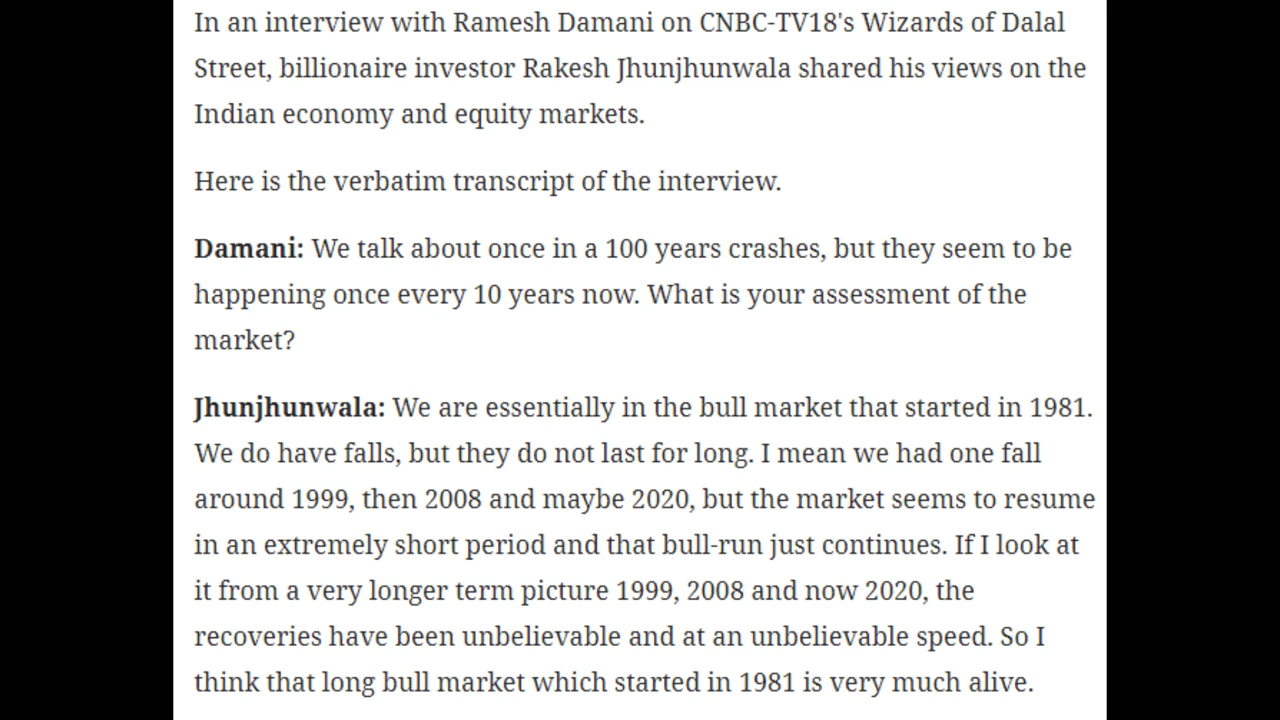 In an interview with Ramesh Damani on CNBC-TV18's Wizards of Dalal
Street, billionaire investor Rakesh Jhunjhunwala shared his views on the
Indian economy and equity markets.
Here is the verbatim transcript of the interview.
Damani: We talk about once in a 100 years crashes, but they seem to be
happening once every 10 years now. What is your assessment of the
market?
Jhunjhunwala: We are essentially in the bull market that started in 1981.
We do have falls, but they do not last for long. I mean we had one fall
around 1999, then 2008 and maybe 2020, but the market seems to resume
in an extremely short period and that bull-run just continues. If I look at
it from a very longer term picture 1999, 2008 and now 2020, the
recoveries have been unbelievable and at an unbelievable speed. So I
think that long bull market which started in 1981 is very much alive.